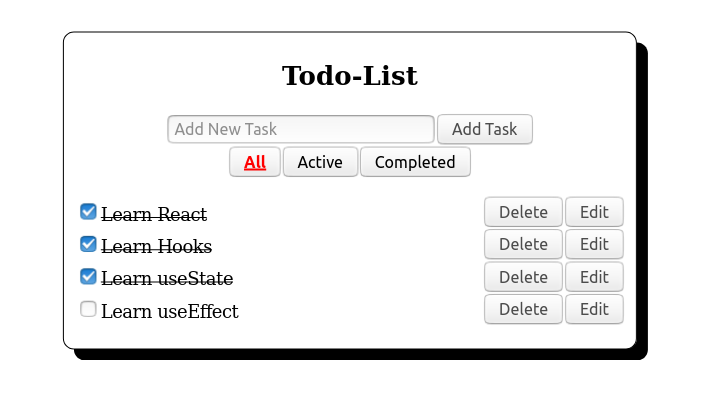 Todo-List
Add New Task Add Task
All Active Completed
Learn React Delete Edit
Learn Hooks Delete Edit
Learn useState Delete Edit
Learn useEffect Delete Edit